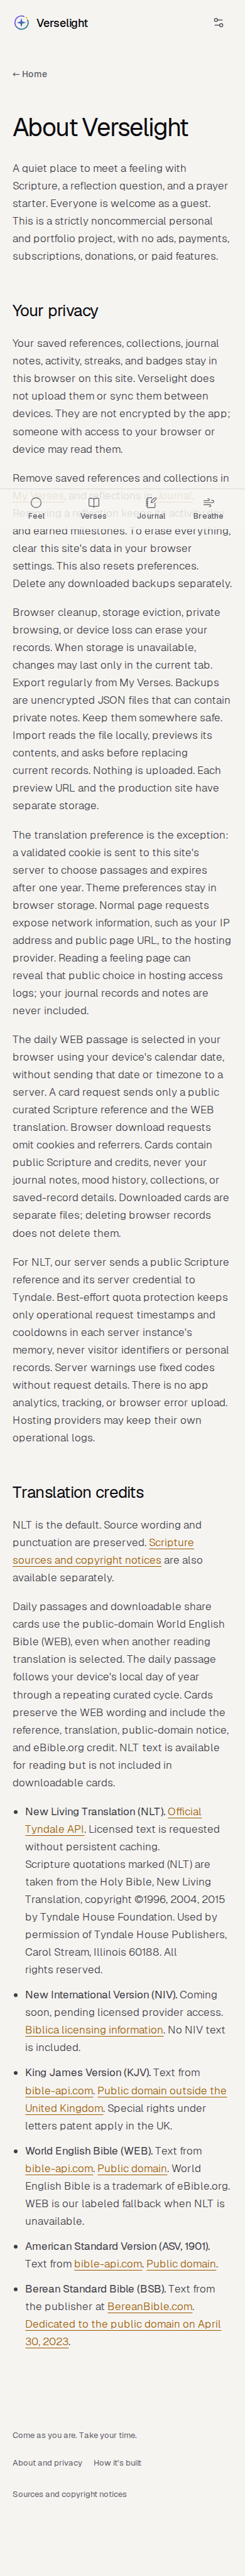 Verselight
← Home
About Verselight
A quiet place to meet a feeling with
Scripture, a reflection question, and a prayer
starter. Everyone is welcome as a guest.
This is a strictly noncommercial personal
and portfolio project, with no ads, payments,
subscriptions, donations, or paid features.
Your privacy
Your saved references, collections, journal
notes, activity, streaks, and badges stay in
this browser on this site. Verselight does
not upload them or sync them between
devices. They are not encrypted by the app;
someone with access to your browser or
device may read them.
Remove saved references and collections in
My Verses, and reflections in Journal.
Feel
Verses
Journal
Breathe
and earned milestones. To erase everything,
clear this site's data in your browser
settings. This also resets preferences.
Delete any downloaded backups separately.
Browser cleanup, storage eviction, private
browsing, or device loss can erase your
records. When storage is unavailable,
changes may last only in the current tab.
Export regularly from My Verses. Backups
are unencrypted JSON files that can contain
private notes. Keep them somewhere safe.
Import reads the file locally, previews its
contents, and asks before replacing
current records. Nothing is uploaded. Each
preview URL and the production site have
separate storage.
The translation preference is the exception:
a validated cookie is sent to this site's
server to choose passages and expires
after one year. Theme preferences stay in
browser storage. Normal page requests
expose network information, such as your IP
address and public page URL, to the hosting
provider. Reading a feeling page can
reveal that public choice in hosting access
logs; your journal records and notes are
never included.
The daily WEB passage is selected in your
browser using your device's calendar date,
without sending that date or timezone to a
server. A card request sends only a public
curated Scripture reference and the WEB
translation. Browser download requests
omit cookies and referrers. Cards contain
public Scripture and credits, never your
journal notes, mood history, collections, or
saved-record details. Downloaded cards are
separate files; deleting browser records
does not delete them.
For NLT, our server sends a public Scripture
reference and its server credential to
Tyndale. Best-effort quota protection keeps
only operational request timestamps and
cooldowns in each server instance's
memory, never visitor identifiers or personal
records. Server warnings use fixed codes
without request details. There is no app
analytics, tracking, or browser error upload.
Hosting providers may keep their own
operational logs.
Translation credits
NLT is the default. Source wording and
punctuation are preserved. Scripture
sources and copyright notices are also
available separately.
Daily passages and downloadable share
cards use the public-domain World English
Bible (WEB), even when another reading
translation is selected. The daily passage
follows your device's local day of year
through a repeating curated cycle. Cards
preserve the WEB wording and include the
reference, translation, public-domain notice,
and eBible.org credit. NLT text is available
for reading but is not included in
downloadable cards.
• New Living Translation (NLT). Official
Tyndale API. Licensed text is requested
without persistent caching.
Scripture quotations marked (NLT) are
taken from the Holy Bible, New Living
Translation, copyright ©1996, 2004, 2015
by Tyndale House Foundation. Used by
permission of Tyndale House Publishers,
Carol Stream, Illinois 60188. All
rights reserved.
• New International Version (NIV). Coming
soon, pending licensed provider access.
Biblica licensing information. No NIV text
is included.
• King James Version (KJV). Text from
bible-api.com. Public domain outside the
United Kingdom. Special rights under
letters patent apply in the UK.
• World English Bible (WEB). Text from
bible-api.com. Public domain. World
English Bible is a trademark of eBible.org.
WEB is our labeled fallback when NLT is
unavailable.
• American Standard Version (ASV, 1901).
Text from bible-api.com. Public domain.
• Berean Standard Bible (BSB). Text from
the publisher at BereanBible.com.
Dedicated to the public domain on April
30, 2023.
Come as you are. Take your time.
About and privacy How it's built
Sources and copyright notices